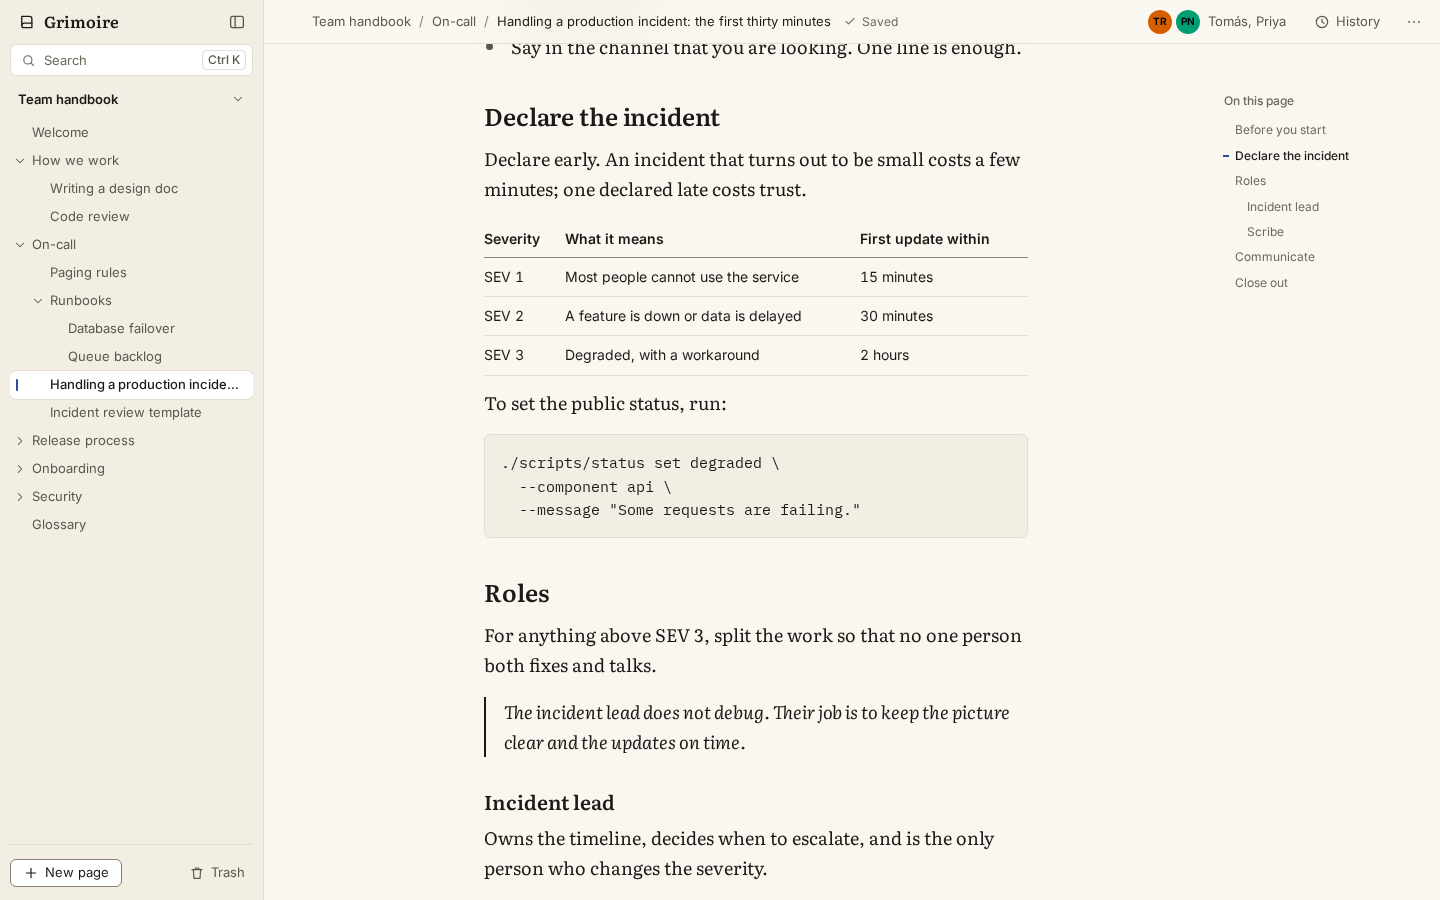 Grimoire
Search
Ctrl K
Team handbook
Welcome
How we work
Writing a design doc
Code review
On-call
Paging rules
Runbooks
Database failover
Queue backlog
Handling a production incide...
Incident review template
Release process
Onboarding
Security
Glossary
New page
Trash
Team handbook / On-call / Handling a production incident: the first thirty minutes
Saved
TR
PN
Tomás, Priya
History
Say in the channel that you are looking. One line is enough.
Declare the incident
Declare early. An incident that turns out to be small costs a few
minutes; one declared late costs trust.
Severity What it means First update within
SEV 1 Most people cannot use the service 15 minutes
SEV 2 A feature is down or data is delayed 30 minutes
SEV 3 Degraded, with a workaround 2 hours
To set the public status, run:
./scripts/status set degraded \
--component api \
--message "Some requests are failing."
Roles
For anything above SEV 3, split the work so that no one person
both fixes and talks.
The incident lead does not debug. Their job is to keep the picture
clear and the updates on time.
Incident lead
Owns the timeline, decides when to escalate, and is the only
person who changes the severity.
On this page
Before you start
Declare the incident
Roles
Incident lead
Scribe
Communicate
Close out